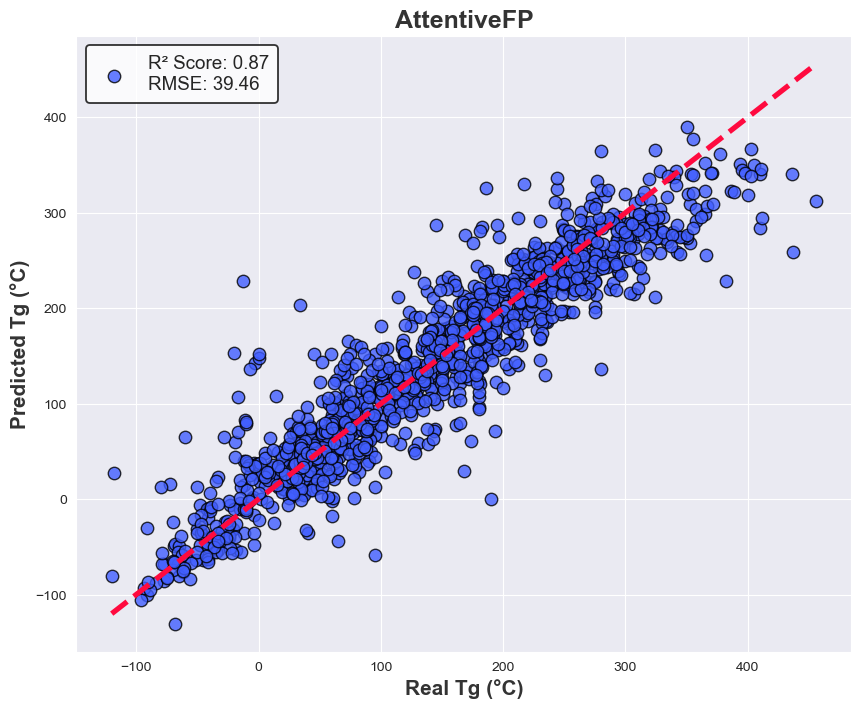 AttentiveFP
R² Score: 0.87
RMSE: 39.46
Predicted Tg (°C)
400
300
200
100
0
−100
−100
0
100
200
300
400
Real Tg (°C)